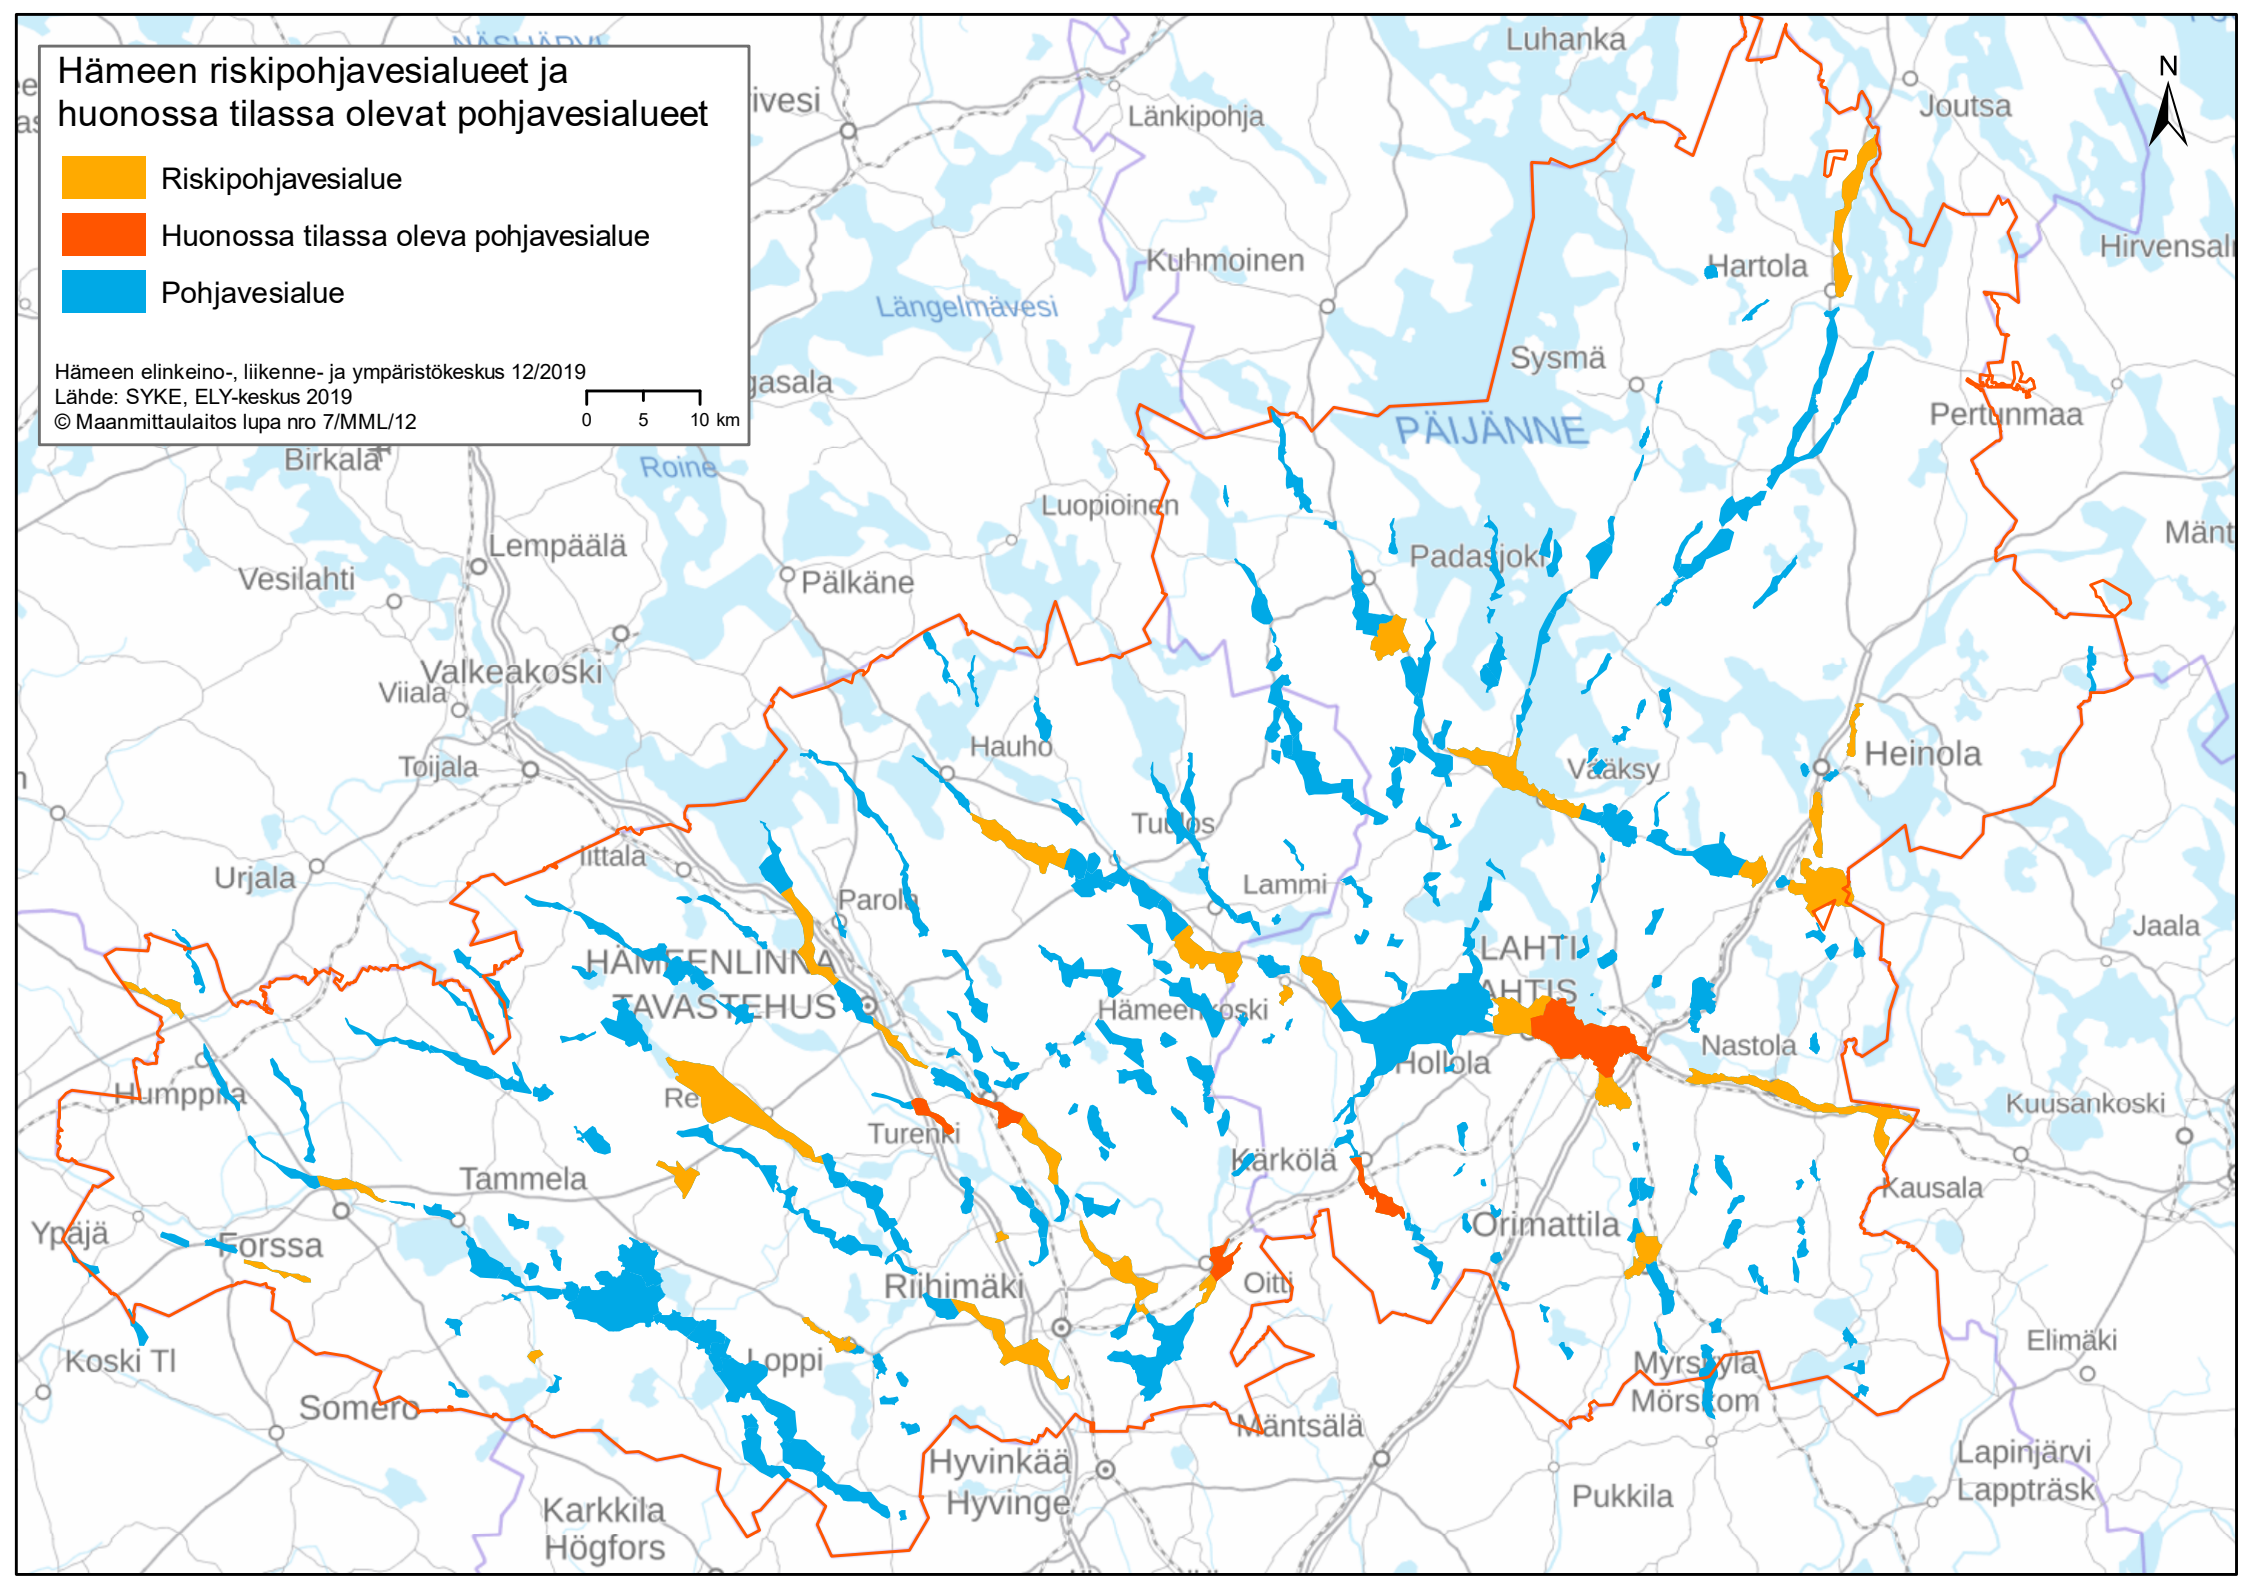 Hämeen riskipohjavesialueet ja
huonossa tilassa olevat pohjavesialueet
Riskipohjavesialue
Huonossa tilassa oleva pohjavesialue
Pohjavesialue
Hämeen elinkeino-, liikenne- ja ympäristökeskus 12/2019
Lähde: SYKE, ELY-keskus 2019
© Maanmittauslaitos lupa nro 7/MML/12
0 5 10 km
N
Luhanka
Joutsa
Länkipohja
Kuhmoinen
Hartola
Längelmävesi
Sysmä
Pertunmaa
PÄIJÄNNE
Birkala
Roine
Luopioinen
Lempäälä
Padasjoki
Vesilahti
Pälkäne
Valkeakoski
Viiala
Hauho
Heinola
Toijala
Vääksy
Tuulos
Iittala
Urjala
Lammi
Parola
Jaala
HÄMEENLINNA
TAVASTEHUS
LAHTI
LAHTIS
Hämeenkoski
Hollola
Nastola
Humppila
Kuusankoski
Turenki
Kärkölä
Tammela
Kausala
Ypäjä
Forssa
Orimattila
Riihimäki
Oitti
Koski Tl
Loppi
Elimäki
Myrskylä
Mörskom
Somero
Mäntsälä
Hyvinkää
Hyvinge
Lapinjärvi
Lappträsk
Karkkila
Högfors
Pukkila